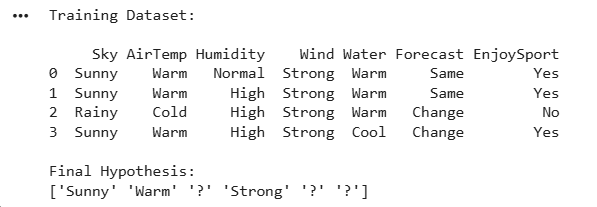 ••• Training Dataset:
Sky AirTemp Humidity Wind Water Forecast EnjoySport
0 Sunny Warm Normal Strong Warm Same Yes
1 Sunny Warm High Strong Warm Same Yes
2 Rainy Cold High Strong Warm Change No
3 Sunny Warm High Strong Cool Change Yes
Final Hypothesis:
['Sunny' 'Warm' '?' 'Strong' '?' '?']